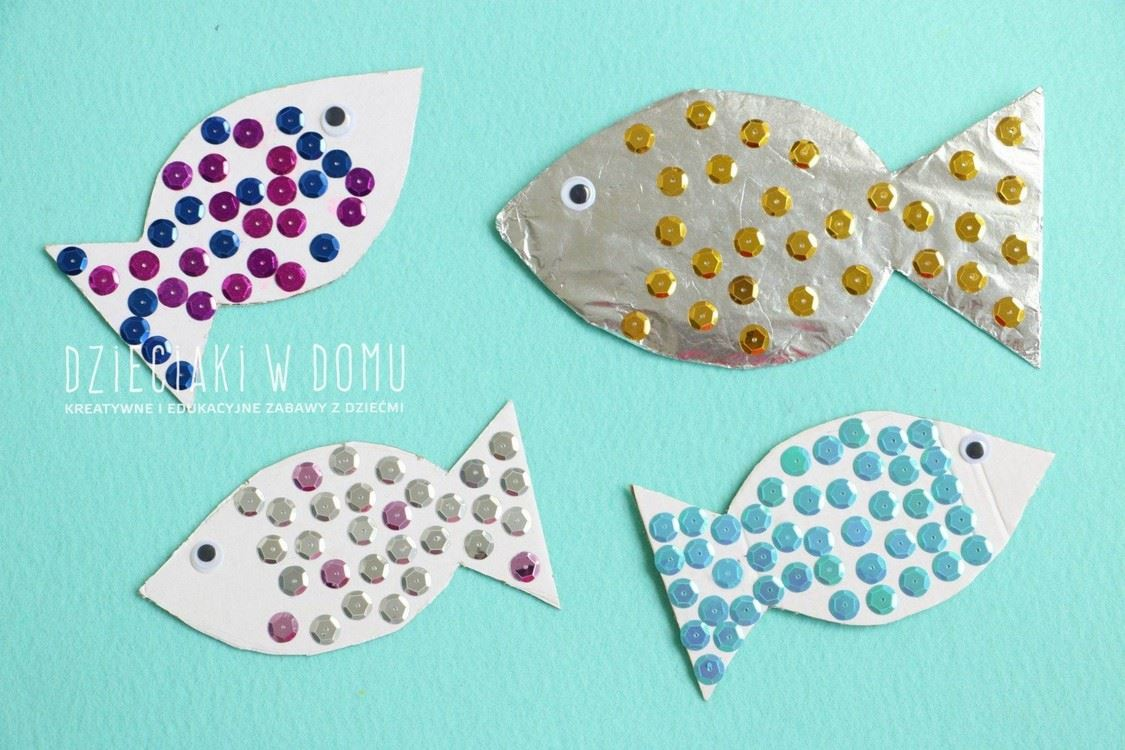 DZiECiAKi W DOMU
KREATYWNE I EDUKACYJNE ZABAWY Z DZIEĆMI